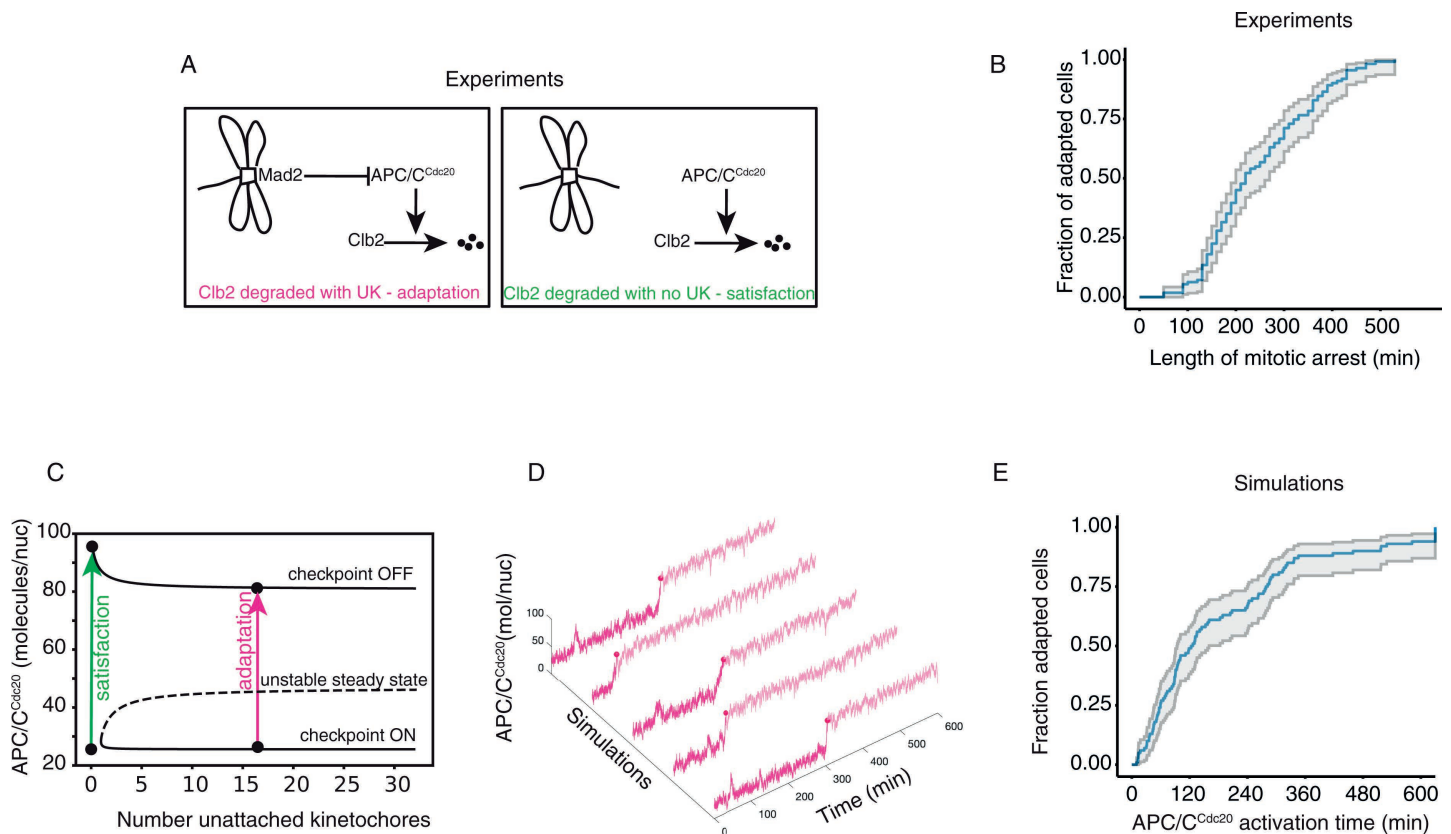 A
Experiments
Mad2
APC/C^Cdc20
Clb2
Clb2 degraded with UK - adaptation
APC/C^Cdc20
Clb2
Clb2 degraded with no UK - satisfaction
B
Experiments
Fraction of adapted cells
1.00
0.75
0.50
0.25
0.00
0 100 200 300 400 500
Length of mitotic arrest (min)
C
APC/C^Cdc20 (molecules/nuc)
100
80
60
40
20
checkpoint OFF
satisfaction
adaptation
unstable steady state
checkpoint ON
0 5 10 15 20 25 30
Number unattached kinetochores
D
APC/C^Cdc20(mol/nuc)
100
50
0
Simulations
0 100 200 300 400 500 600
Time (min)
E
Simulations
Fraction adapted cells
1.00
0.75
0.50
0.25
0.00
0 120 240 360 480 600
APC/C^Cdc20 activation time (min)